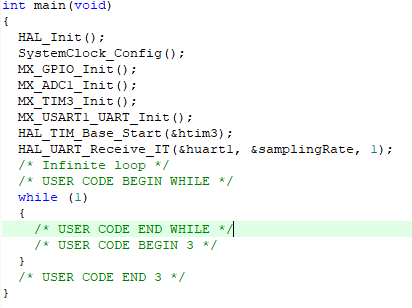 int main(void)
{
  HAL_Init();
  SystemClock_Config();
  MX_GPIO_Init();
  MX_ADC1_Init();
  MX_TIM3_Init();
  MX_USART1_UART_Init();
  HAL_TIM_Base_Start(&htim3);
  HAL_UART_Receive_IT(&huart1, &samplingRate, 1);
  /* Infinite loop */
  /* USER CODE BEGIN WHILE */
  while (1)
  {
    /* USER CODE END WHILE */
    /* USER CODE BEGIN 3 */
  }
  /* USER CODE END 3 */
}